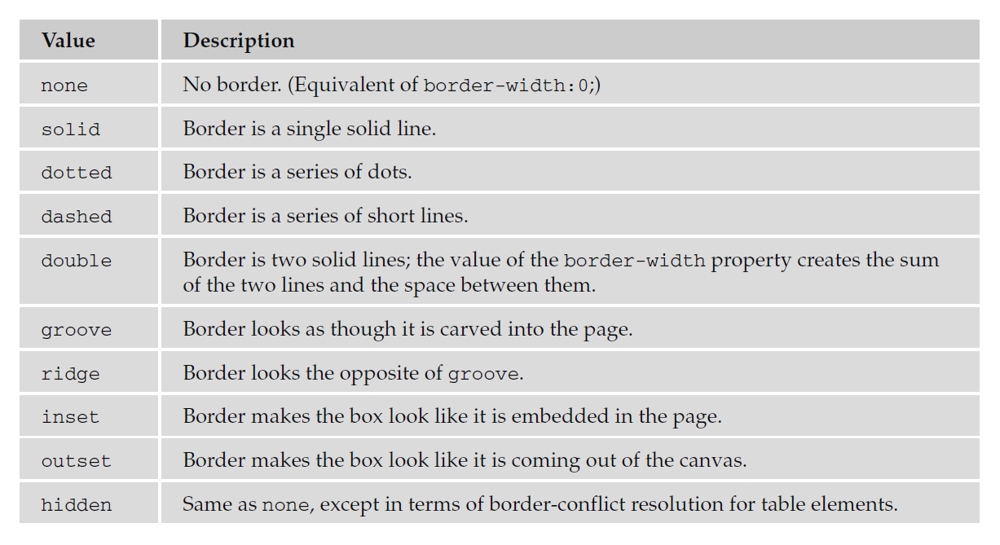 Value Description
none No border. (Equivalent of border-width:0;)
solid Border is a single solid line.
dotted Border is a series of dots.
dashed Border is a series of short lines.
double Border is two solid lines; the value of the border-width property creates the sum
of the two lines and the space between them.
groove Border looks as though it is carved into the page.
ridge Border looks the opposite of groove.
inset Border makes the box look like it is embedded in the page.
outset Border makes the box look like it is coming out of the canvas.
hidden Same as none, except in terms of border-conflict resolution for table elements.